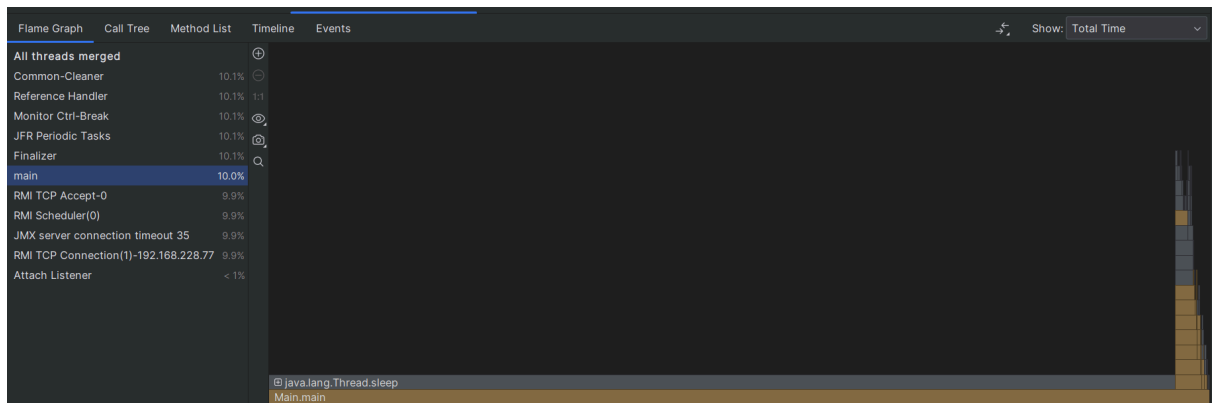 Flame Graph Call Tree Method List Timeline Events Show: Total Time
All threads merged
Common-Cleaner 10.1%
Reference Handler 10.1% 1:1
Monitor Ctrl-Break 10.1%
JFR Periodic Tasks 10.1%
Finalizer 10.1%
main 10.0%
RMI TCP Accept-0 9.9%
RMI Scheduler(0) 9.9%
JMX server connection timeout 35 9.9%
RMI TCP Connection(1)-192.168.228.77 9.9%
Attach Listener < 1%
java.lang.Thread.sleep
Main.main